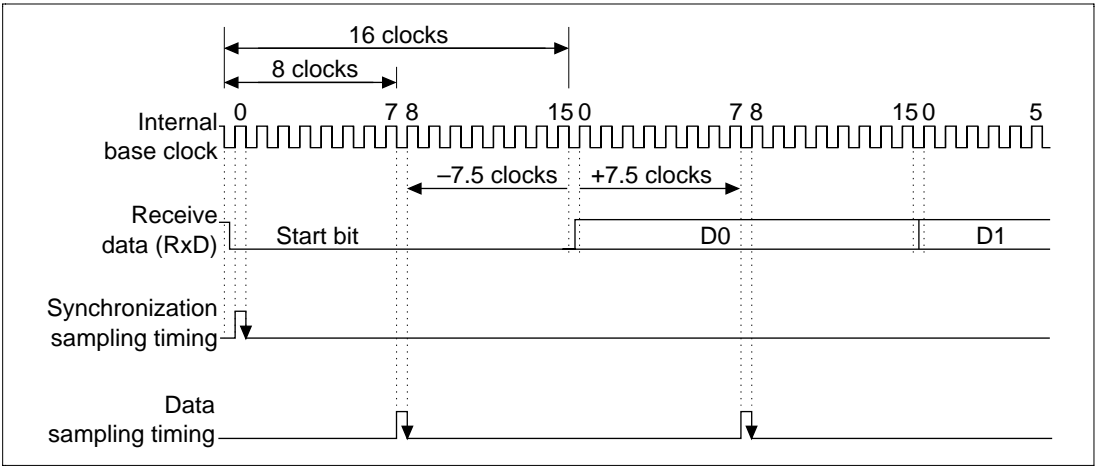 16 clocks
8 clocks
0 7 8 15 0 7 8 15 0 5
Internal
base clock
–7.5 clocks +7.5 clocks
Receive
data (RxD)
Start bit D0 D1
Synchronization
sampling timing
Data
sampling timing